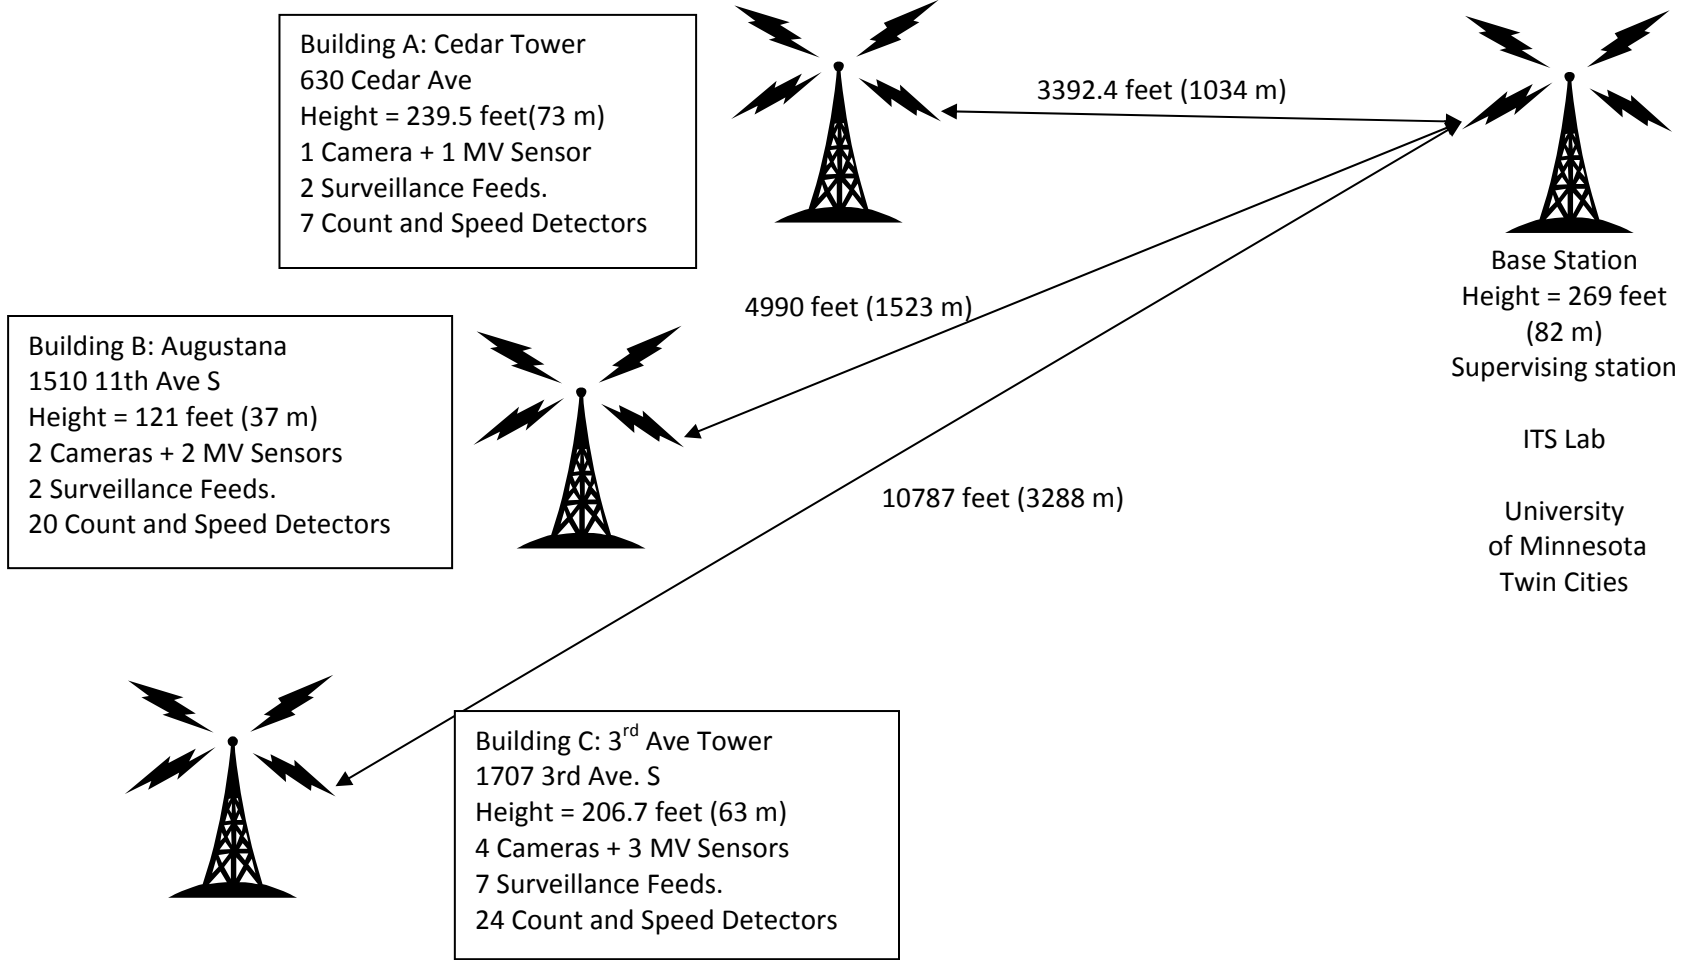 Building A: Cedar Tower
630 Cedar Ave
Height = 239.5 feet(73 m)
1 Camera + 1 MV Sensor
2 Surveillance Feeds.
7 Count and Speed Detectors
3392.4 feet (1034 m)
Base Station
Height = 269 feet
(82 m)
Supervising station
ITS Lab
University
of Minnesota
Twin Cities
4990 feet (1523 m)
Building B: Augustana
1510 11th Ave S
Height = 121 feet (37 m)
2 Cameras + 2 MV Sensors
2 Surveillance Feeds.
20 Count and Speed Detectors
10787 feet (3288 m)
Building C: 3rd Ave Tower
1707 3rd Ave. S
Height = 206.7 feet (63 m)
4 Cameras + 3 MV Sensors
7 Surveillance Feeds.
24 Count and Speed Detectors